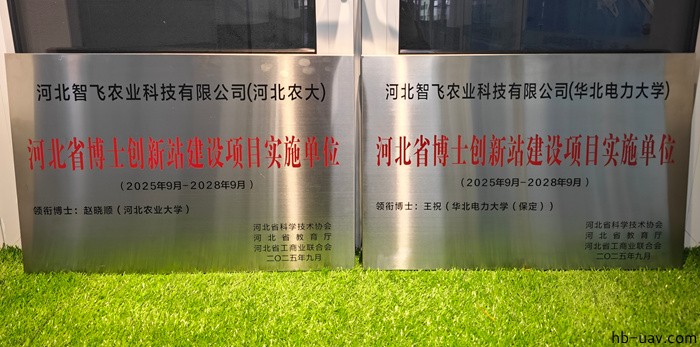 河北智飞农业科技有限公司(河北农大)
河北省博士创新站建设项目实施单位
(2025年9月-2028年9月)
领衔博士：赵晓顺（河北农业大学）
河北省科学技术协会
河北省教育厅
河北省工商业联合会
二〇二五年九月
河北智飞农业科技有限公司(华北电力大学)
河北省博士创新站建设项目实施单位
(2025年9月-2028年9月)
领衔博士：王祝（华北电力大学（保定））
河北省科学技术协会
河北省教育厅
河北省工商业联合会
二〇二五年九月
hb-uav.com